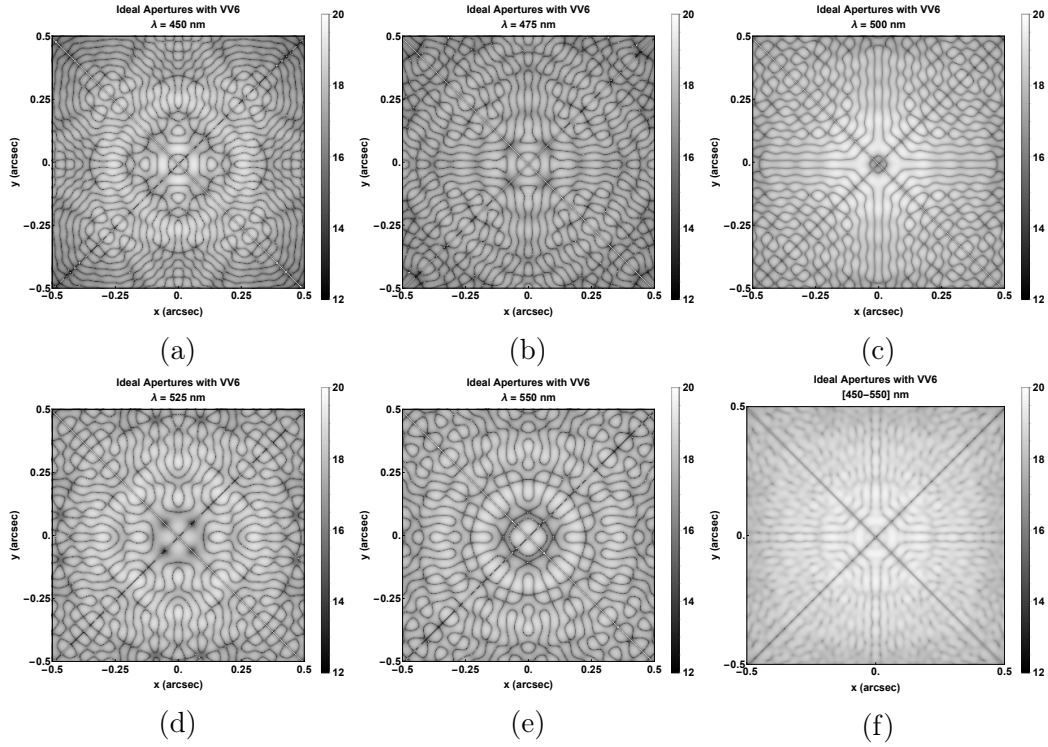 Ideal Apertures with VV6
λ = 450 nm
0.5
0.25
0.
−0.25
−0.5
y (arcsec)
−0.5 −0.25 0. 0.25 0.5
x (arcsec)
20
18
16
14
12
(a)
Ideal Apertures with VV6
λ = 475 nm
0.5
0.25
0.
−0.25
−0.5
y (arcsec)
−0.5 −0.25 0. 0.25 0.5
x (arcsec)
20
18
16
14
12
(b)
Ideal Apertures with VV6
λ = 500 nm
0.5
0.25
0.
−0.25
−0.5
y (arcsec)
−0.5 −0.25 0. 0.25 0.5
x (arcsec)
20
18
16
14
12
(c)
Ideal Apertures with VV6
λ = 525 nm
0.5
0.25
0.
−0.25
−0.5
y (arcsec)
−0.5 −0.25 0. 0.25 0.5
x (arcsec)
20
18
16
14
12
(d)
Ideal Apertures with VV6
λ = 550 nm
0.5
0.25
0.
−0.25
−0.5
y (arcsec)
−0.5 −0.25 0. 0.25 0.5
x (arcsec)
20
18
16
14
12
(e)
Ideal Apertures with VV6
[450−550] nm
0.5
0.25
0.
−0.25
−0.5
y (arcsec)
−0.5 −0.25 0. 0.25 0.5
x (arcsec)
20
18
16
14
12
(f)